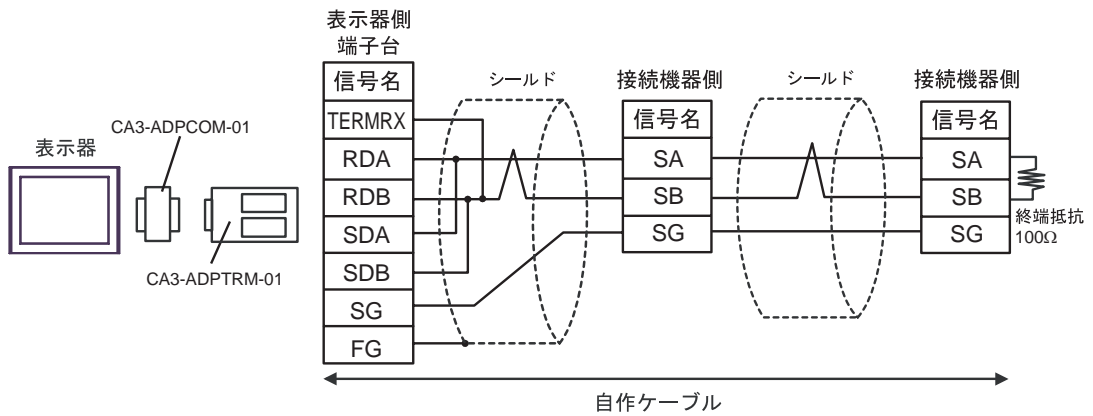 表示器
CA3-ADPCOM-01
CA3-ADPTRM-01
表示器側
端子台
信号名
TERMRX
RDA
RDB
SDA
SDB
SG
FG
シールド
接続機器側
信号名
SA
SB
SG
シールド
接続機器側
信号名
SA
SB
SG
終端抵抗
100Ω
自作ケーブル